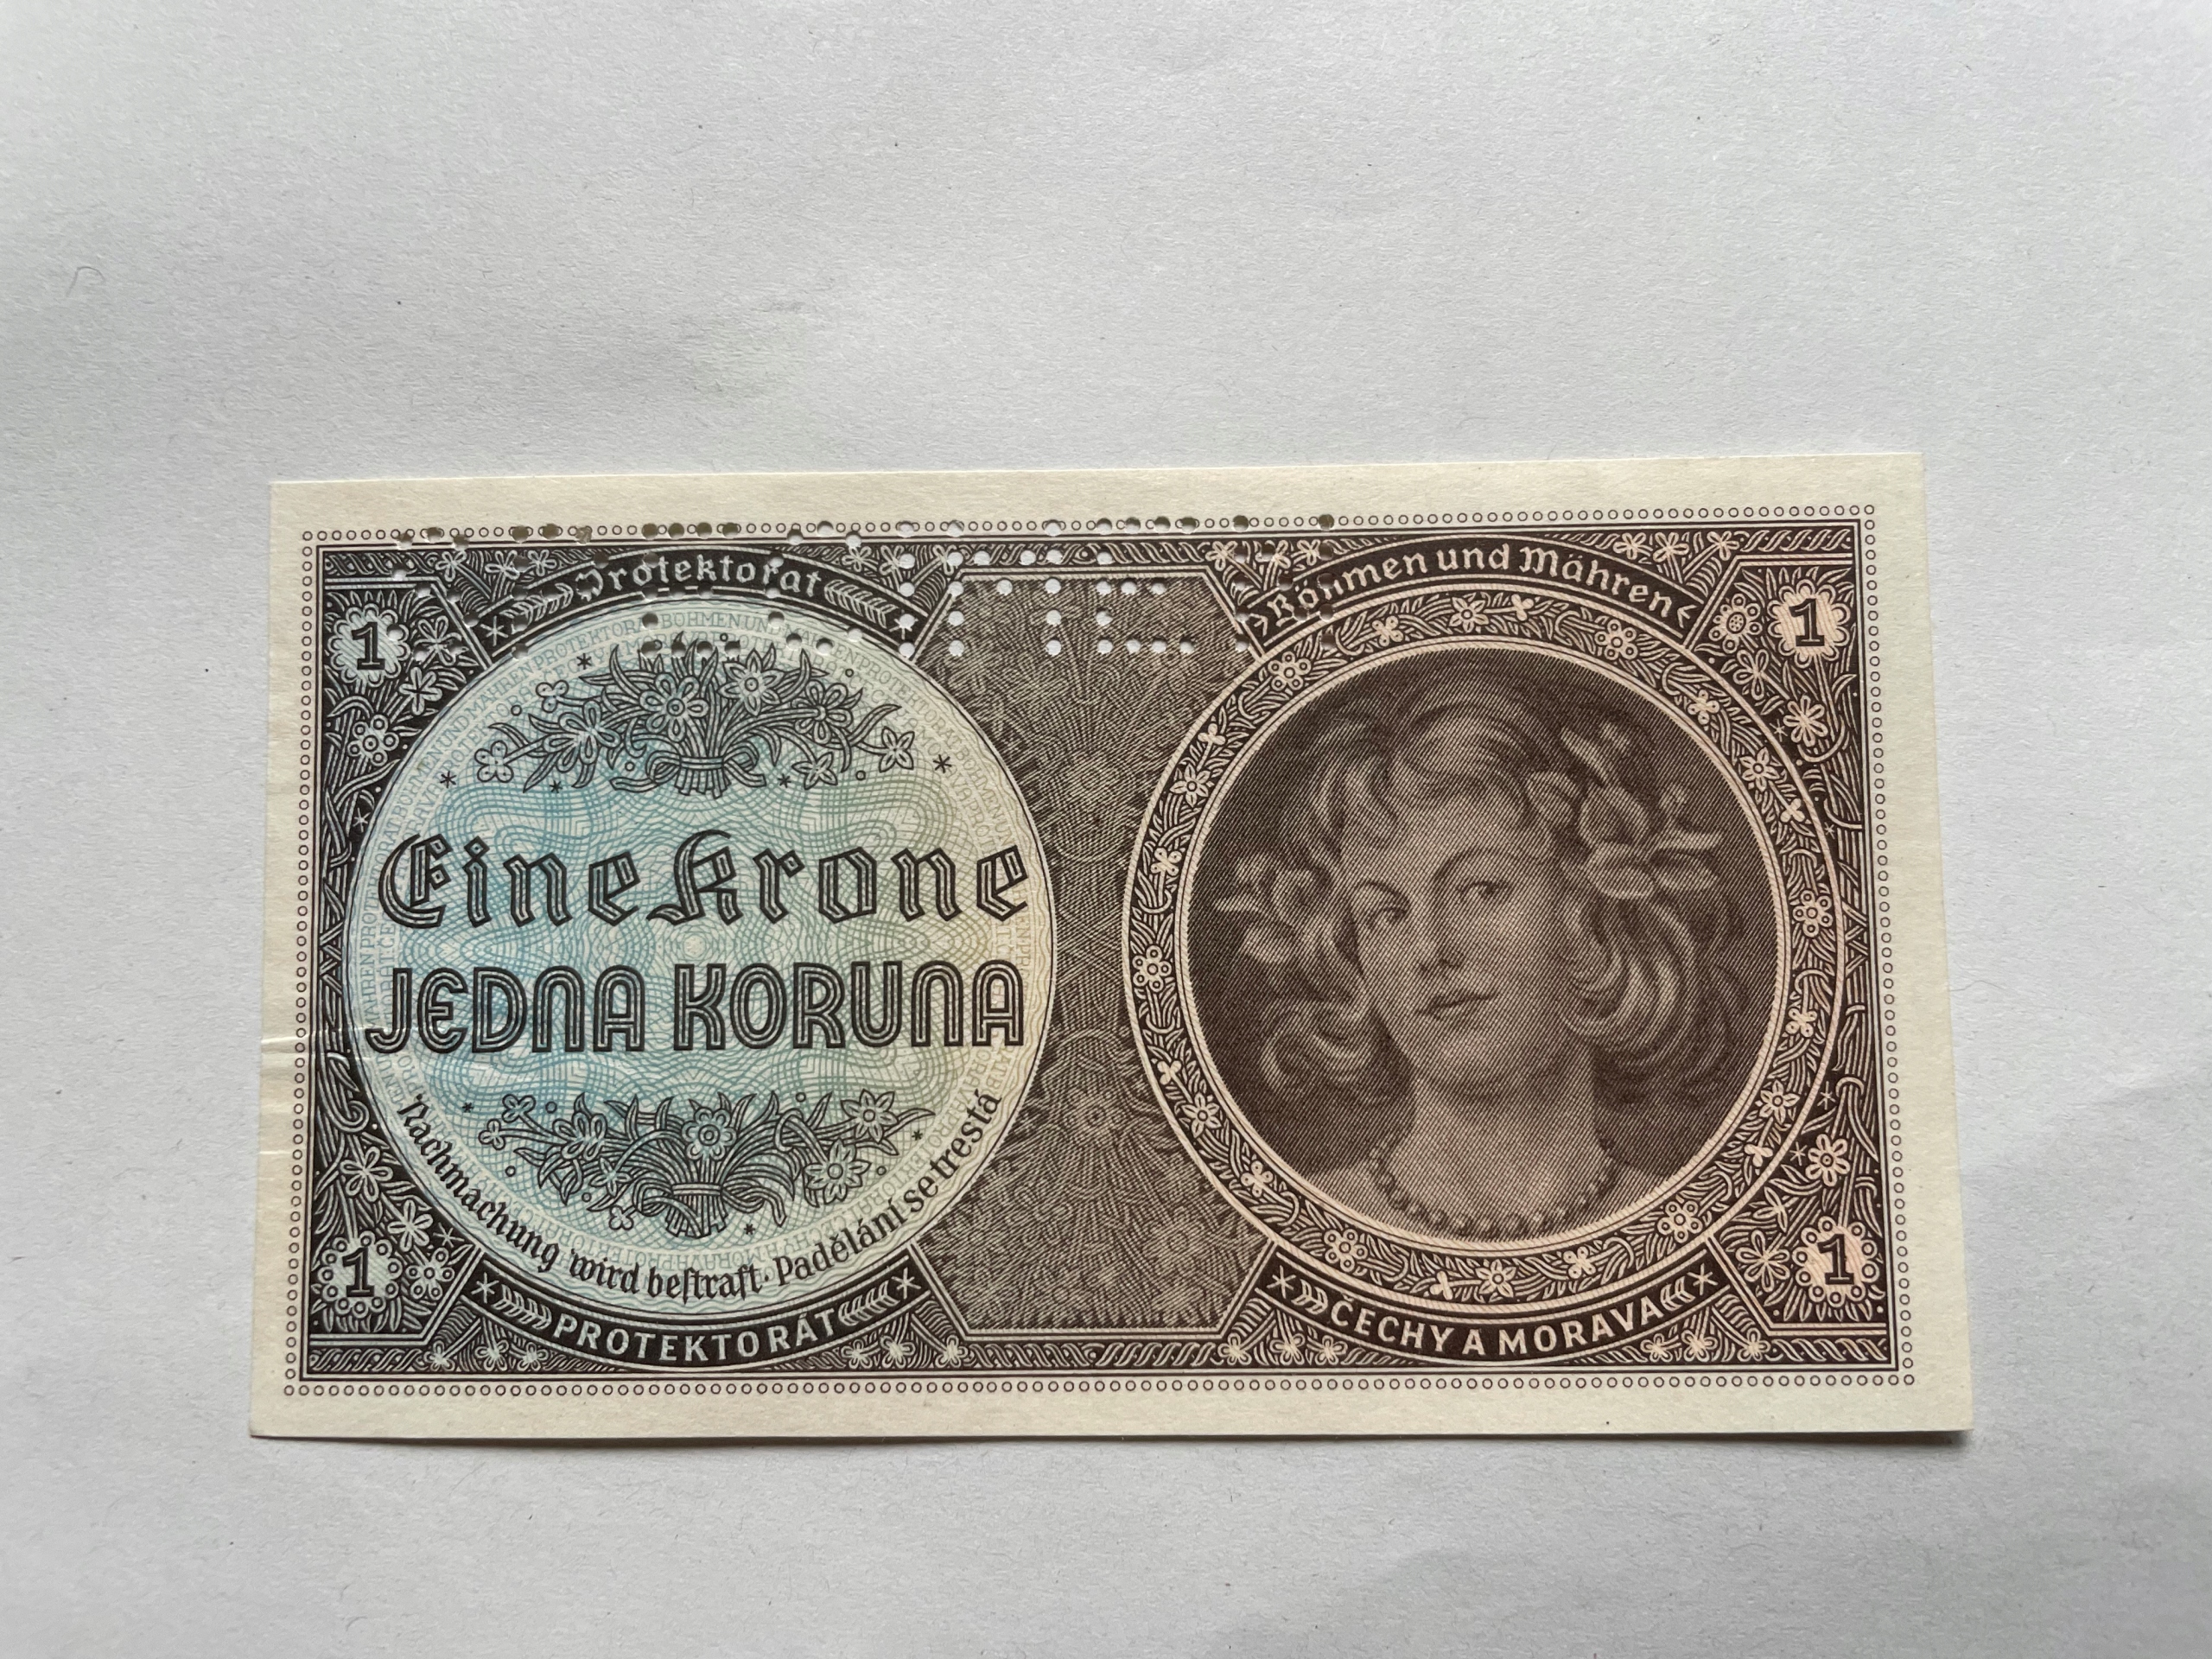 Protektorat
Böhmen und Mähren
1
1
SPECIMEN
Eine Krone
JEDNA KORUNA
Nachmachung wird bestraft. Padělání se trestá
1
1
PROTEKTORÁT
ČECHY A MORAVA